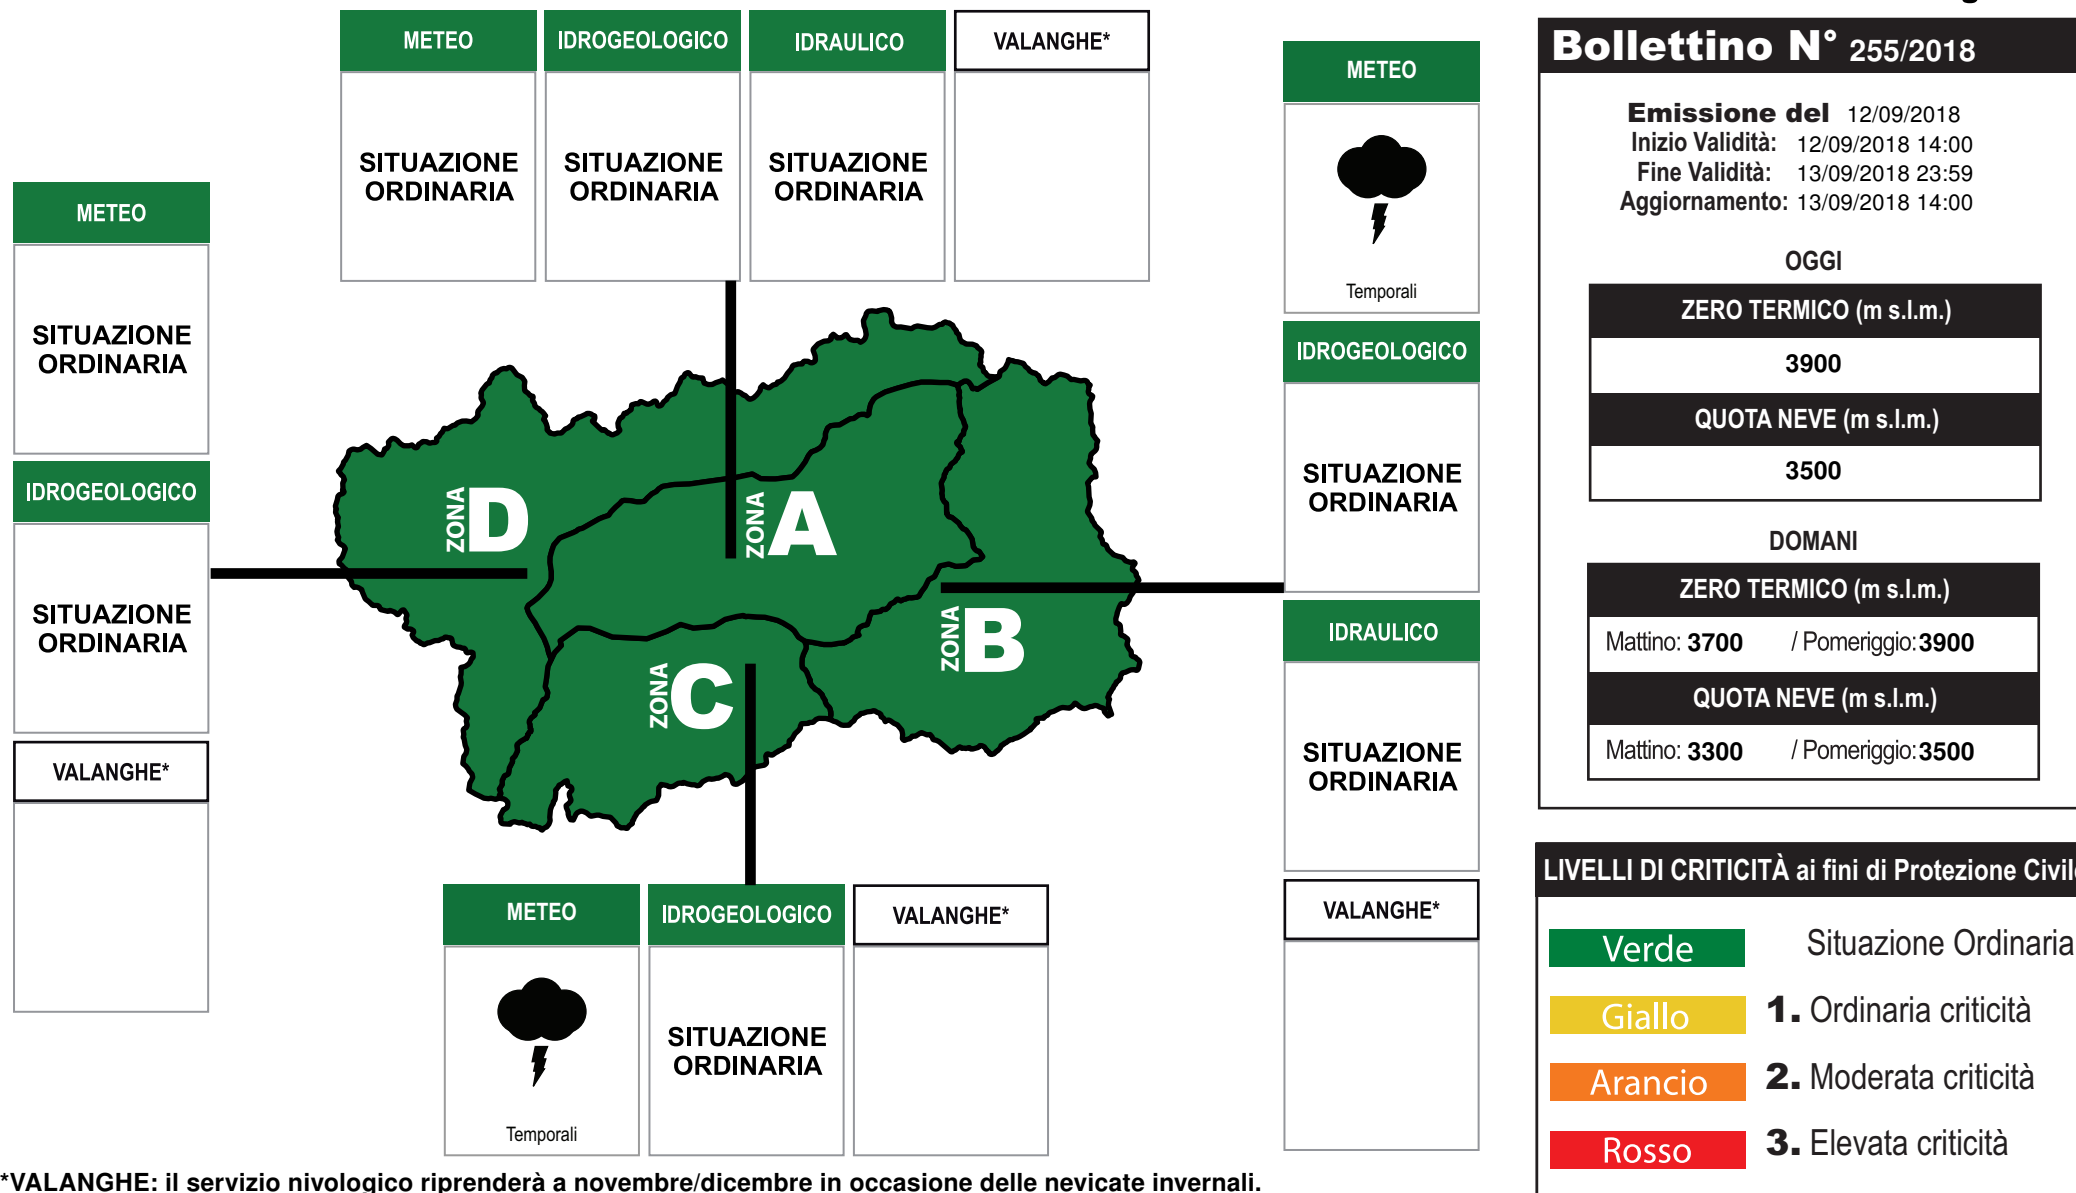 METEO
IDROGEOLOGICO
IDRAULICO
VALANGHE*
SITUAZIONE
ORDINARIA
SITUAZIONE
ORDINARIA
SITUAZIONE
ORDINARIA
METEO
SITUAZIONE
ORDINARIA
IDROGEOLOGICO
SITUAZIONE
ORDINARIA
VALANGHE*
ZONA D
ZONA A
ZONA B
ZONA C
METEO
Temporali
IDROGEOLOGICO
SITUAZIONE
ORDINARIA
IDRAULICO
SITUAZIONE
ORDINARIA
VALANGHE*
METEO
IDROGEOLOGICO
VALANGHE*
Temporali
SITUAZIONE
ORDINARIA
*VALANGHE: il servizio nivologico riprenderà a novembre/dicembre in occasione delle nevicate invernali.
Bollettino N° 255/2018
Emissione del 12/09/2018
Inizio Validità: 12/09/2018 14:00
Fine Validità: 13/09/2018 23:59
Aggiornamento: 13/09/2018 14:00
OGGI
ZERO TERMICO (m s.l.m.)
3900
QUOTA NEVE (m s.l.m.)
3500
DOMANI
ZERO TERMICO (m s.l.m.)
Mattino: 3700 / Pomeriggio: 3900
QUOTA NEVE (m s.l.m.)
Mattino: 3300 / Pomeriggio: 3500
LIVELLI DI CRITICITÀ ai fini di Protezione Civile
Verde Situazione Ordinaria
Giallo 1. Ordinaria criticità
Arancio 2. Moderata criticità
Rosso 3. Elevata criticità